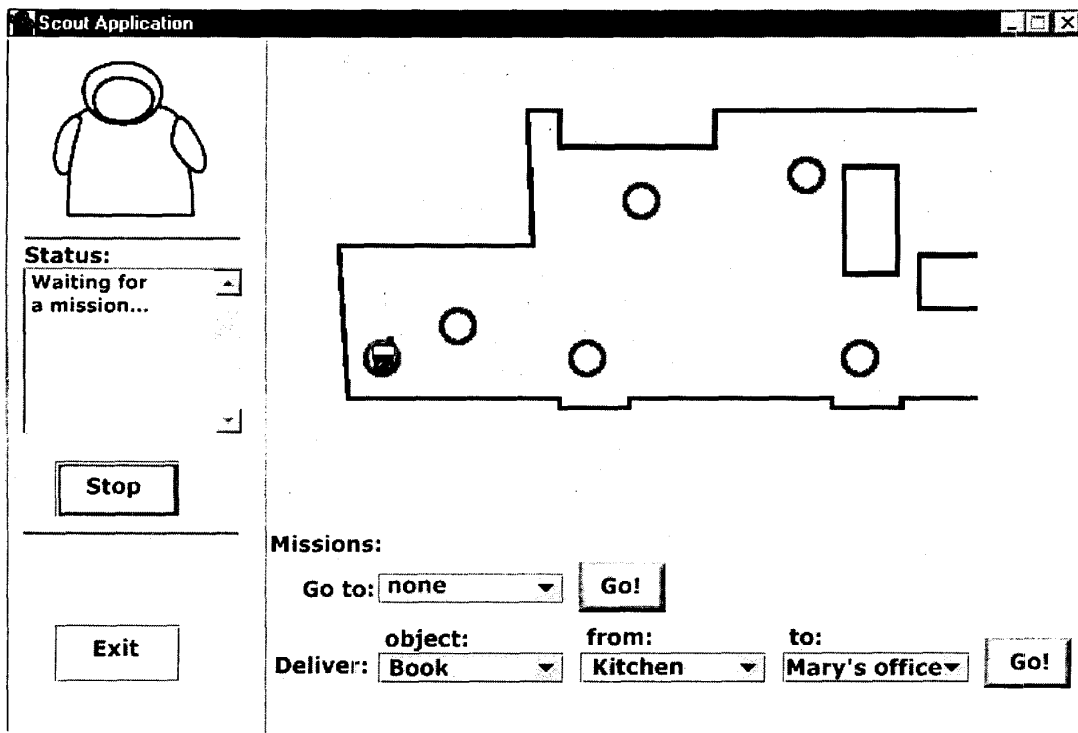 Scout Application
Status:
Waiting for
a mission...
Stop
Exit
Missions:
Go to: none Go!
object: from: to:
Deliver: Book Kitchen Mary's office Go!